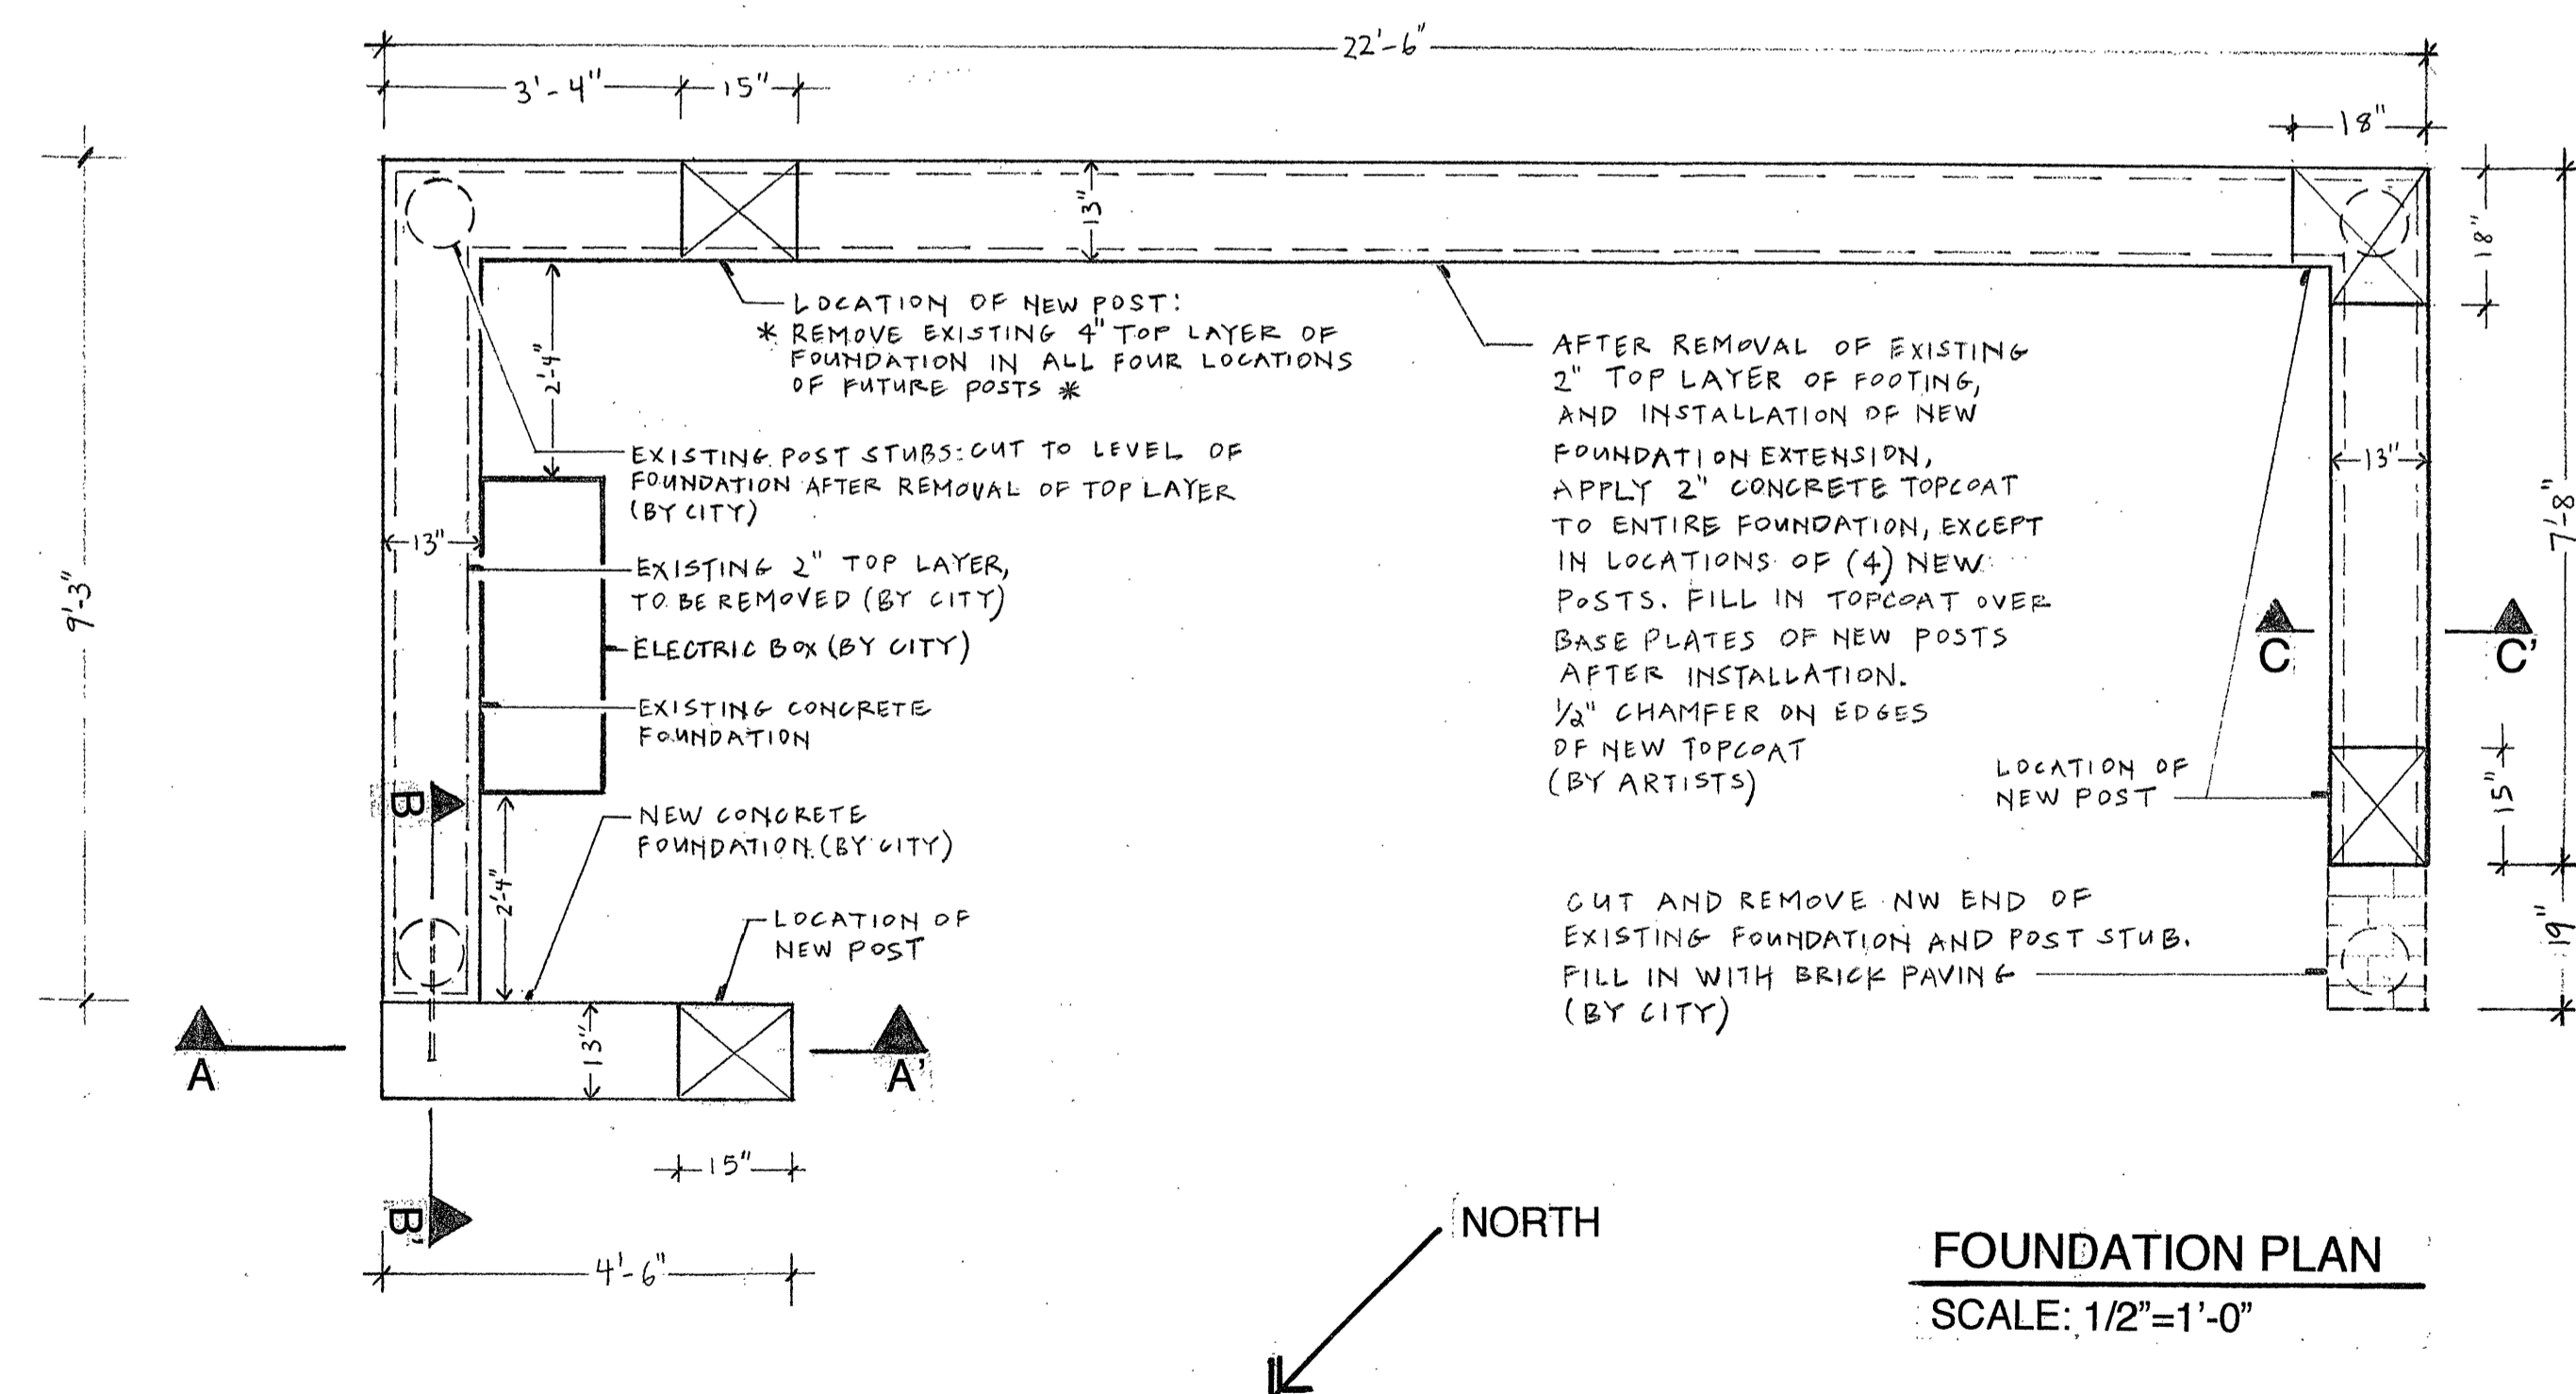 22'-6"
3'-4"
15"
18"
13"
18"
LOCATION OF NEW POST:
* REMOVE EXISTING 4" TOP LAYER OF
FOUNDATION IN ALL FOUR LOCATIONS
OF FUTURE POSTS *
2'-4"
EXISTING POST STUBS: CUT TO LEVEL OF
FOUNDATION AFTER REMOVAL OF TOP LAYER
(BY CITY)
13"
EXISTING 2" TOP LAYER,
TO BE REMOVED (BY CITY)
9'-3"
ELECTRIC BOX (BY CITY)
EXISTING CONCRETE
FOUNDATION
B
NEW CONCRETE
FOUNDATION (BY CITY)
2'-4"
LOCATION OF
NEW POST
AFTER REMOVAL OF EXISTING
2" TOP LAYER OF FOOTING,
AND INSTALLATION OF NEW
FOUNDATION EXTENSION,
APPLY 2" CONCRETE TOPCOAT
TO ENTIRE FOUNDATION, EXCEPT
IN LOCATIONS OF (4) NEW
POSTS. FILL IN TOPCOAT OVER
BASE PLATES OF NEW POSTS
AFTER INSTALLATION.
1/2" CHAMFER ON EDGES
OF NEW TOPCOAT
(BY ARTISTS)
13"
7'-8"
C
C'
LOCATION OF
NEW POST
15"
CUT AND REMOVE NW END OF
EXISTING FOUNDATION AND POST STUB.
FILL IN WITH BRICK PAVING
(BY CITY)
19"
A
13"
A'
15"
B'
4'-6"
NORTH
FOUNDATION PLAN
SCALE: 1/2”=1’-0”